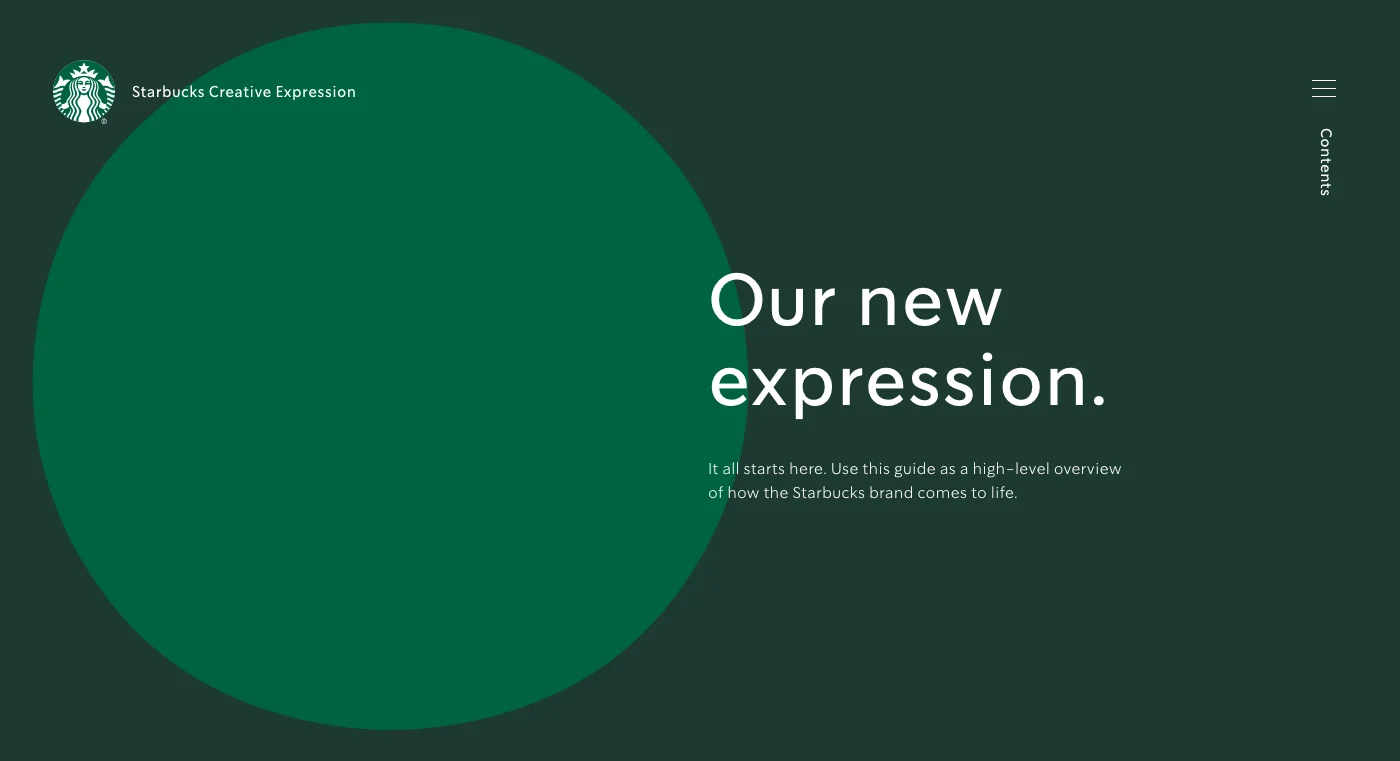 Starbucks Creative Expression
Contents
Our new
expression.
It all starts here. Use this guide as a high-level overview
of how the Starbucks brand comes to life.
®